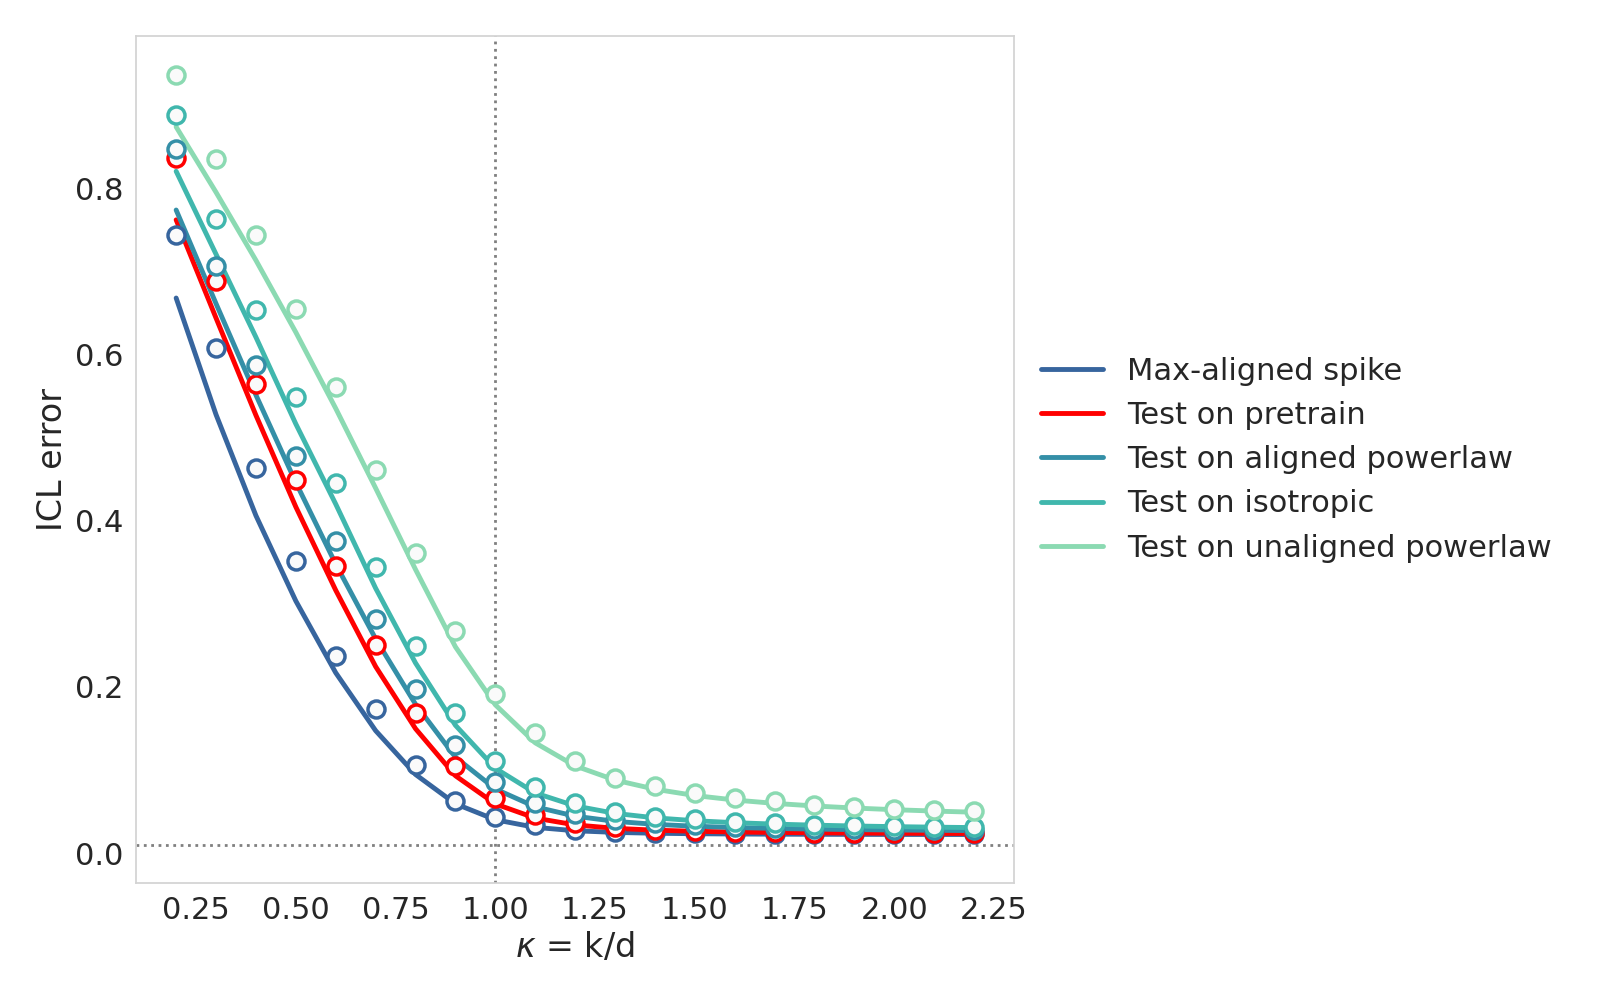 ICL error
0.8
0.6
0.4
0.2
0.0
0.25 0.50 0.75 1.00 1.25 1.50 1.75 2.00 2.25
κ = k/d
Max-aligned spike
Test on pretrain
Test on aligned powerlaw
Test on isotropic
Test on unaligned powerlaw